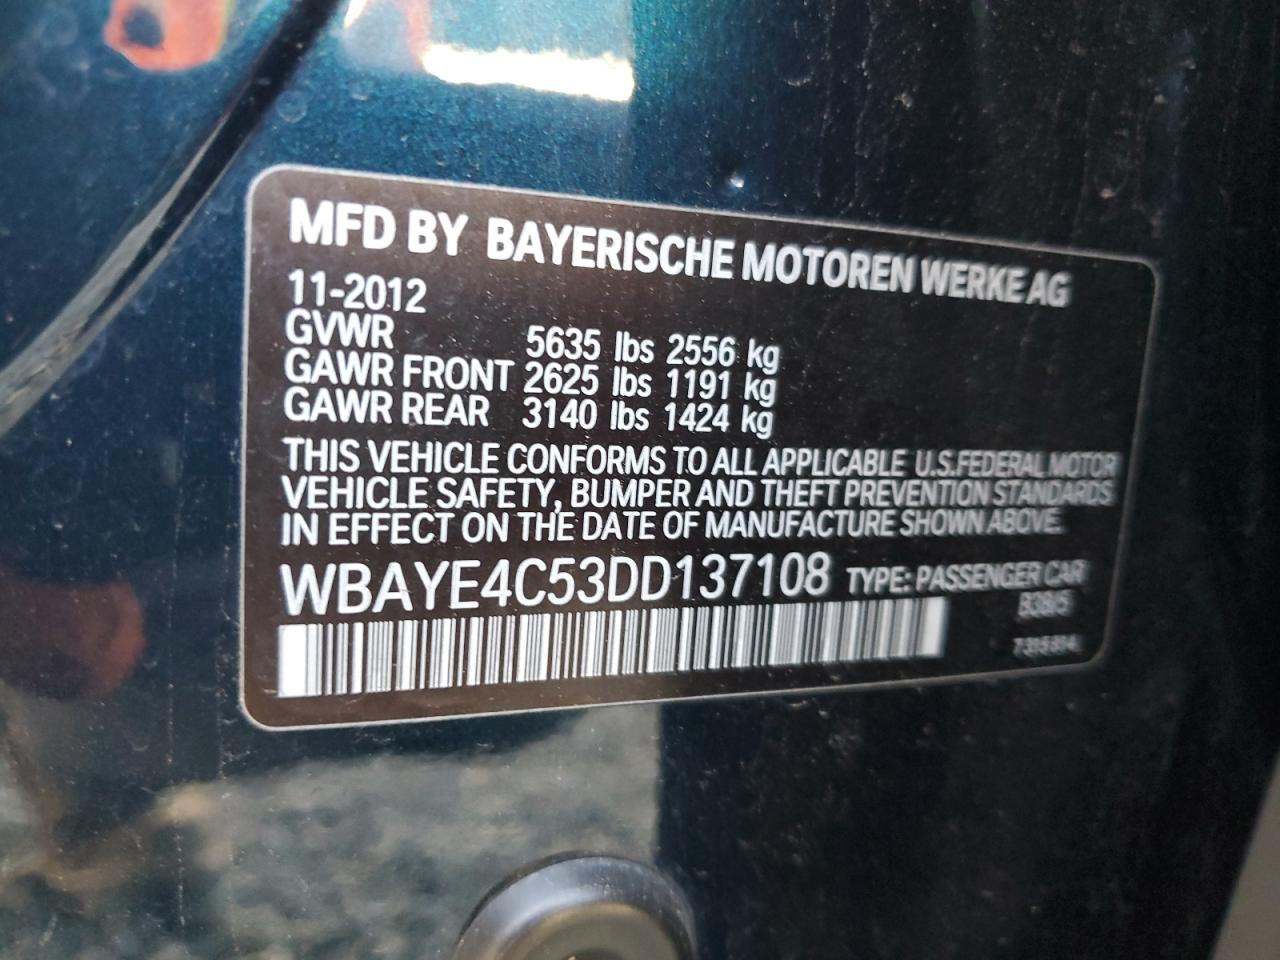 MFD BY BAYERISCHE MOTOREN WERKE AG
11-2012
GVWR 5635 lbs 2556 kg
GAWR FRONT 2625 lbs 1191 kg
GAWR REAR 3140 lbs 1424 kg
THIS VEHICLE CONFORMS TO ALL APPLICABLE U.S.FEDERAL MOTOR
VEHICLE SAFETY, BUMPER AND THEFT PREVENTION STANDARDS
IN EFFECT ON THE DATE OF MANUFACTURE SHOWN ABOVE.
WBAYE4C53DD137108 TYPE: PASSENGER CAR